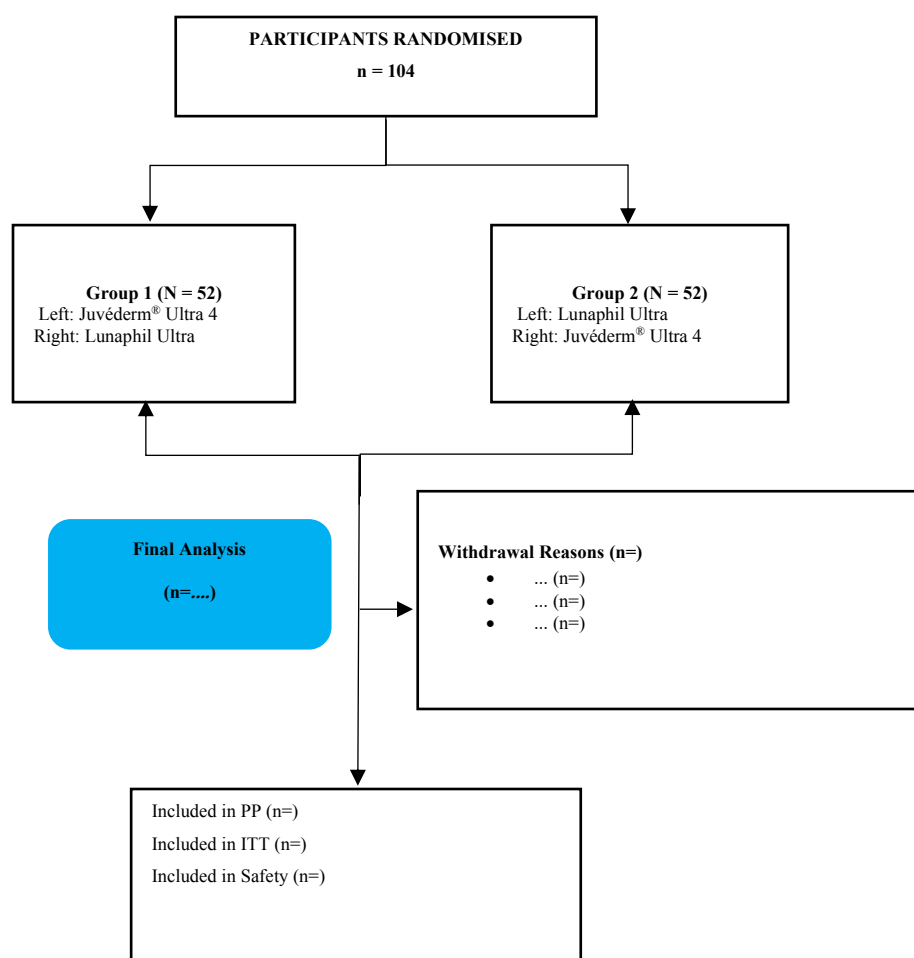 PARTICIPANTS RANDOMISED
n = 104
Group 1 (N = 52)
Left: Juvéderm® Ultra 4
Right: Lunaphil Ultra
Group 2 (N = 52)
Left: Lunaphil Ultra
Right: Juvéderm® Ultra 4
Final Analysis
(n=....)
Withdrawal Reasons (n=)
• ... (n=)
• ... (n=)
• ... (n=)
Included in PP (n=)
Included in ITT (n=)
Included in Safety (n=)